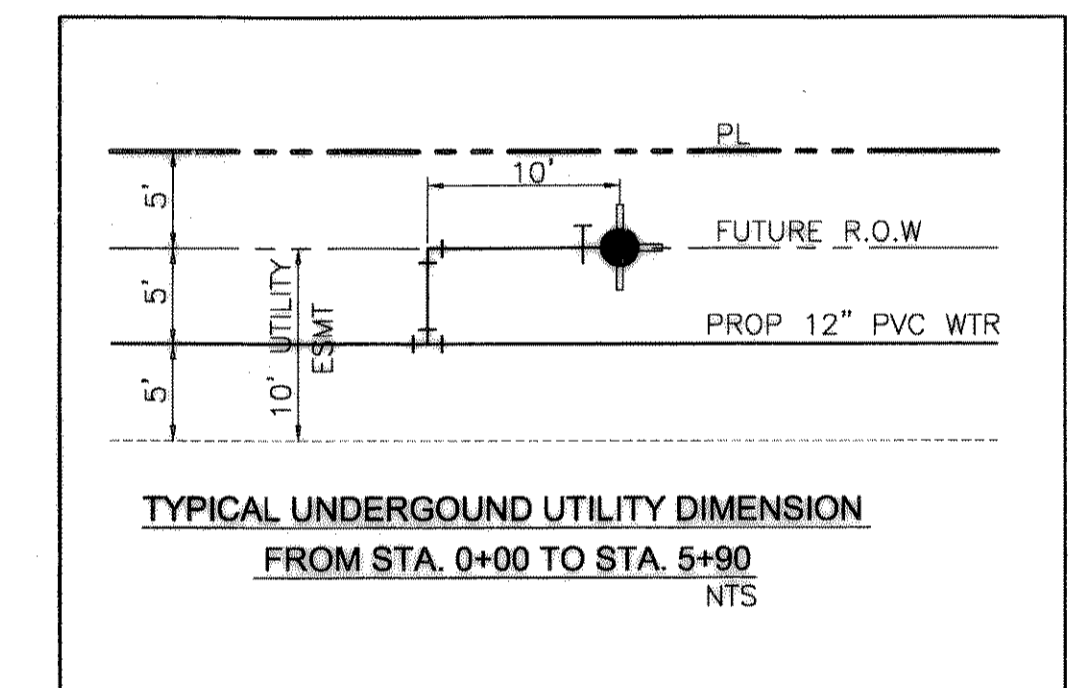 PL
10'
5'
FUTURE R.O.W
5'
10' UTILITY
ESMT
PROP 12" PVC WTR
5'
TYPICAL UNDERGOUND UTILITY DIMENSION
FROM STA. 0+00 TO STA. 5+90
NTS